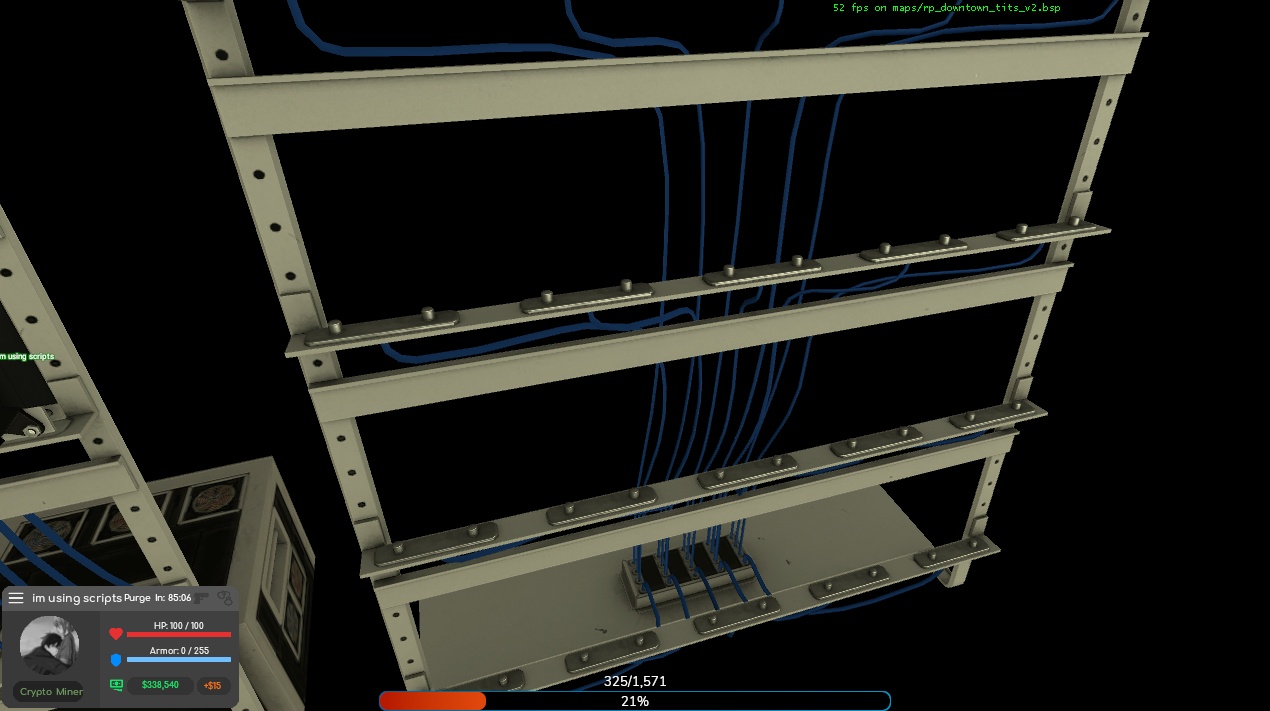 52 fps on maps/rp_downtown_tits_v2.bsp
m using scripts
im using scripts Purge In: 85:06
HP: 100 / 100
Armor: 0 / 255
Crypto Miner
$338,540 +$15
325/1,571
21%